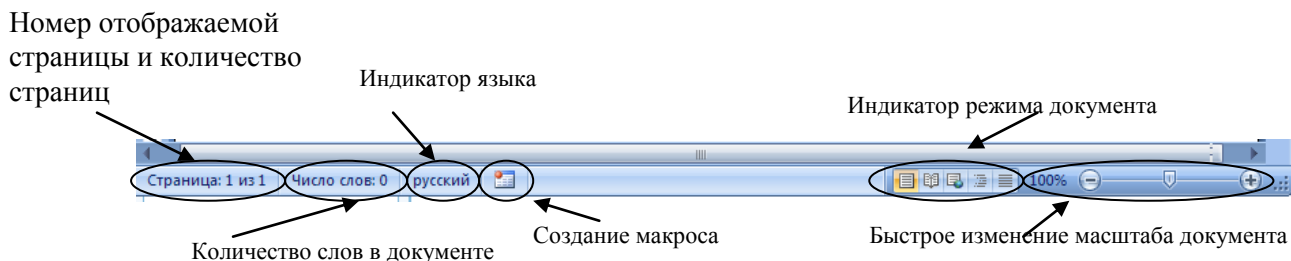 Номер отображаемой
страницы и количество
страниц
Индикатор языка
Индикатор режима документа
Страница: 1 из 1 Число слов: 0 русский 100%
Количество слов в документе
Создание макроса
Быстрое изменение масштаба документа